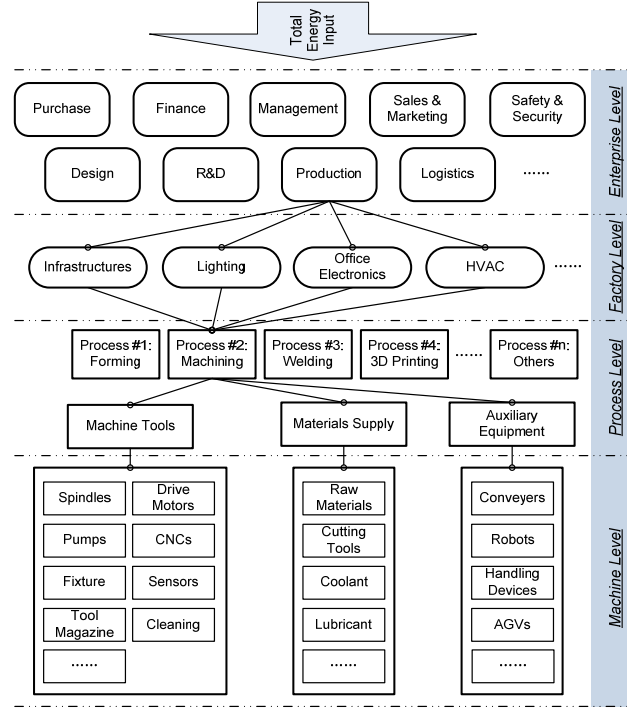 Total
Energy
Input
Purchase
Finance
Management
Sales &
Marketing
Safety &
Security
Design
R&D
Production
Logistics
......
Enterprise Level
Infrastructures
Lighting
Office
Electronics
HVAC
......
Factory Level
Process #1:
Forming
Process #2:
Machining
Process #3:
Welding
Process #4:
3D Printing
......
Process #n:
Others
Machine Tools
Materials Supply
Auxiliary
Equipment
Process Level
Spindles
Drive
Motors
Pumps
CNCs
Fixture
Sensors
Tool
Magazine
Cleaning
......
Raw
Materials
Cutting
Tools
Coolant
Lubricant
......
Conveyers
Robots
Handling
Devices
AGVs
......
Machine Level